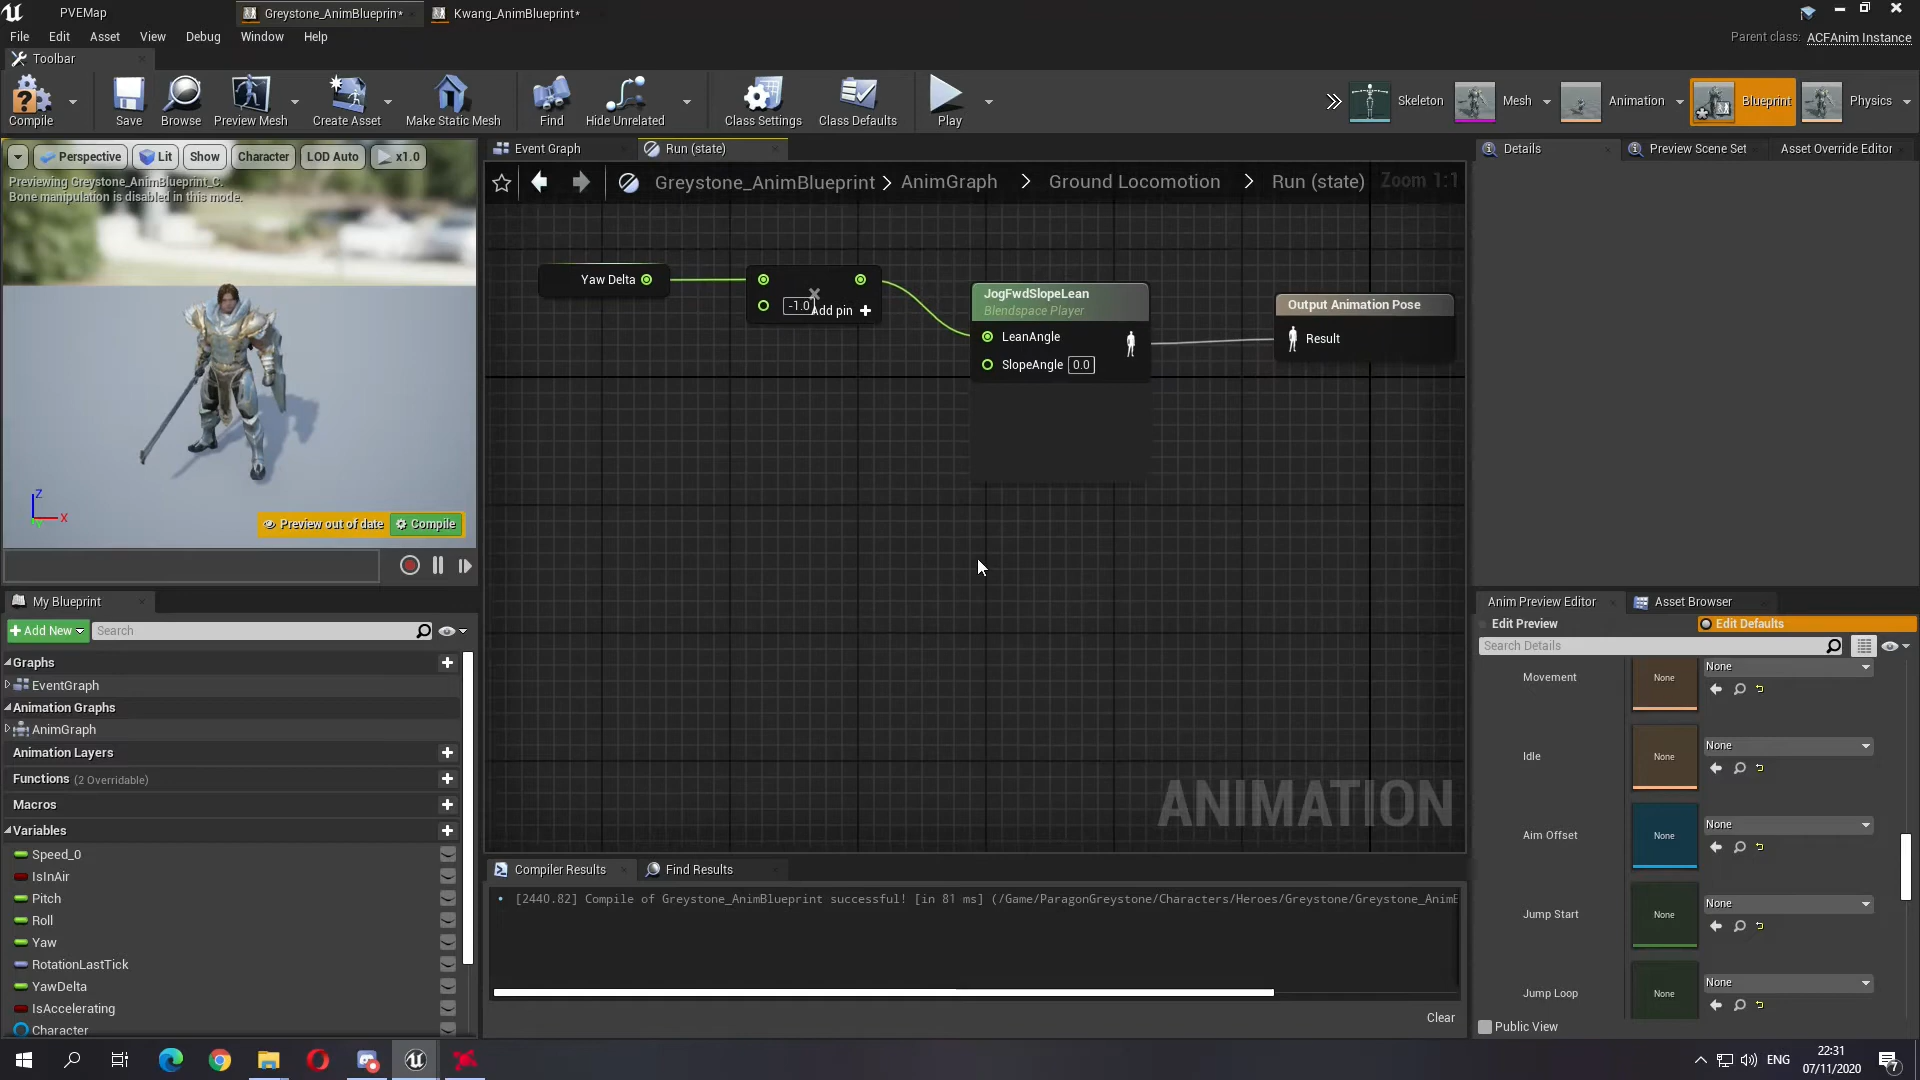 PVEMap
Greystone_AnimBlueprint*
Kwang_AnimBlueprint*
File Edit Asset View Debug Window Help
Parent class: ACFAnim Instance
Toolbar
Compile
Save
Browse
Preview Mesh
Create Asset
Make Static Mesh
Find
Hide Unrelated
Class Settings
Class Defaults
Play
Skeleton
Mesh
Animation
Blueprint
Physics
Perspective
Lit
Show
Character
LOD Auto
x1.0
Previewing Greystone_AnimBlueprint_C.
Bone manipulation is disabled in this mode.
Z
X
Preview out of date
Compile
Event Graph
Run (state)
Greystone_AnimBlueprint > AnimGraph > Ground Locomotion > Run (state)
Zoom 1:1
Yaw Delta
-1.0
Add pin +
JogFwdSlopeLean
Blendspace Player
LeanAngle
SlopeAngle 0.0
Output Animation Pose
Result
ANIMATION
Details
Preview Scene Set
Asset Override Editor
My Blueprint
Add New
Search
Graphs
EventGraph
Animation Graphs
AnimGraph
Animation Layers
Functions (2 Overridable)
Macros
Variables
Speed_0
IsInAir
Pitch
Roll
Yaw
RotationLastTick
YawDelta
IsAccelerating
Character
Compiler Results
Find Results
[2440.82] Compile of Greystone_AnimBlueprint successful! [in 81 ms] (/Game/ParagonGreystone/Characters/Heroes/Greystone/Greystone_AnimB
Clear
Anim Preview Editor
Asset Browser
Edit Preview
Edit Defaults
Search Details
Movement
None
None
Idle
None
None
Aim Offset
None
None
Jump Start
None
None
Jump Loop
None
None
Public View
ENG
22:31
07/11/2020
7